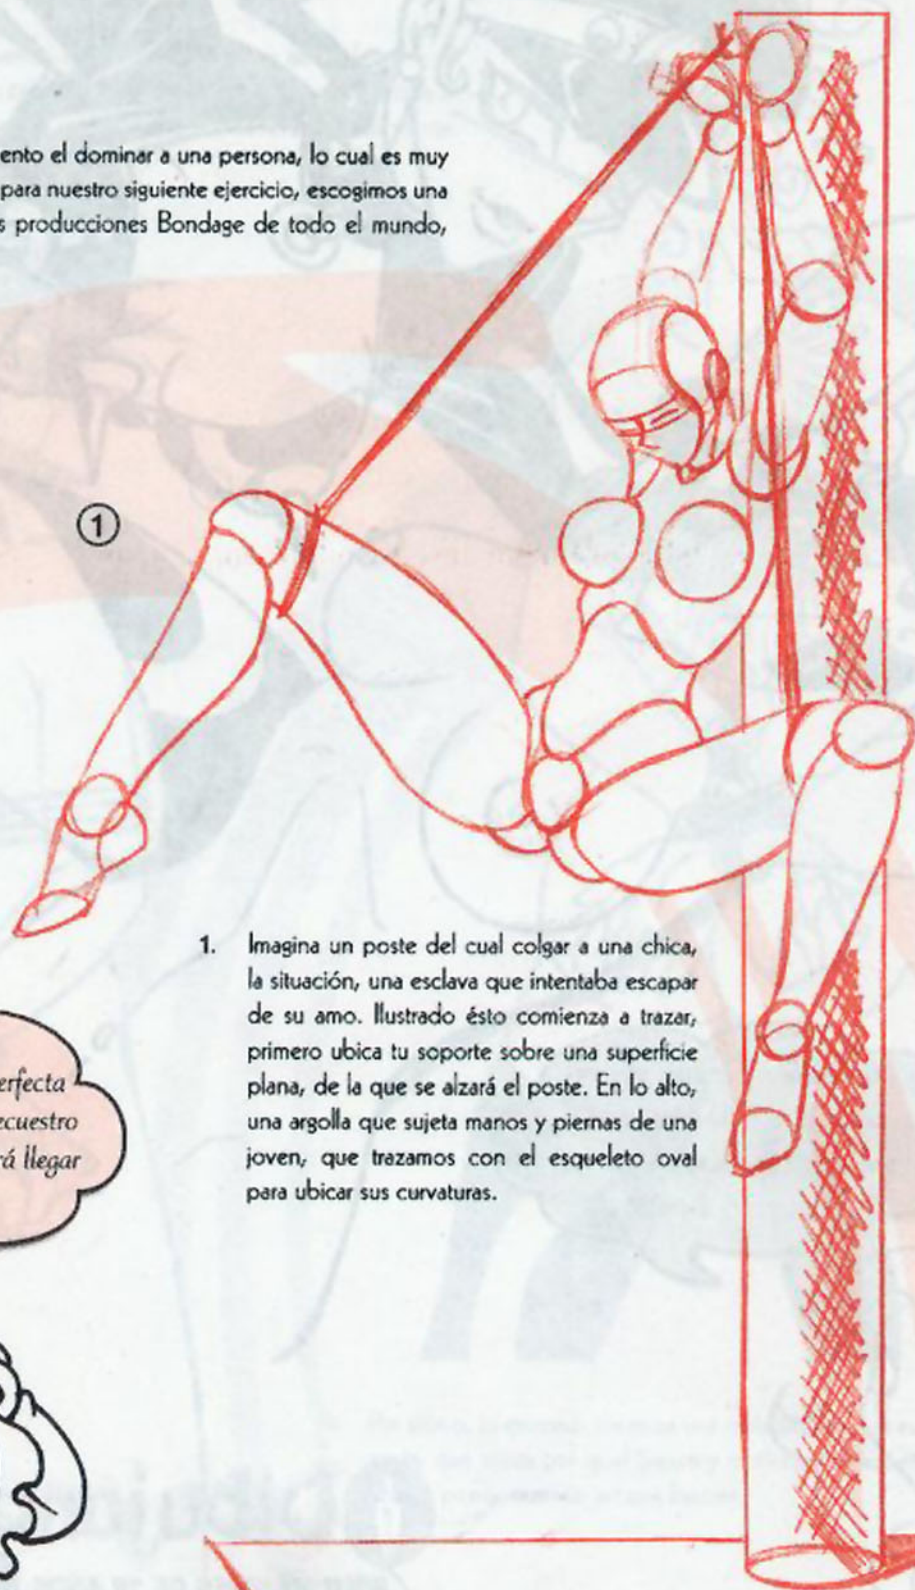 ento el dominar a una persona, lo cual es muy
para nuestro siguiente ejercicio, escogimos una
s producciones Bondage de todo el mundo,
1
1. Imagina un poste del cual colgar a una chica,
la situación, una esclava que intentaba escapar
de su amo. Ilustrado ésto comienza a trazar,
primero ubica tu soporte sobre una superficie
plana, de la que se alzará el poste. En lo alto,
una argolla que sujeta manos y piernas de una
joven, que trazamos con el esqueleto oval
para ubicar sus curvaturas.
erfecta
ecuestro
rá llegar